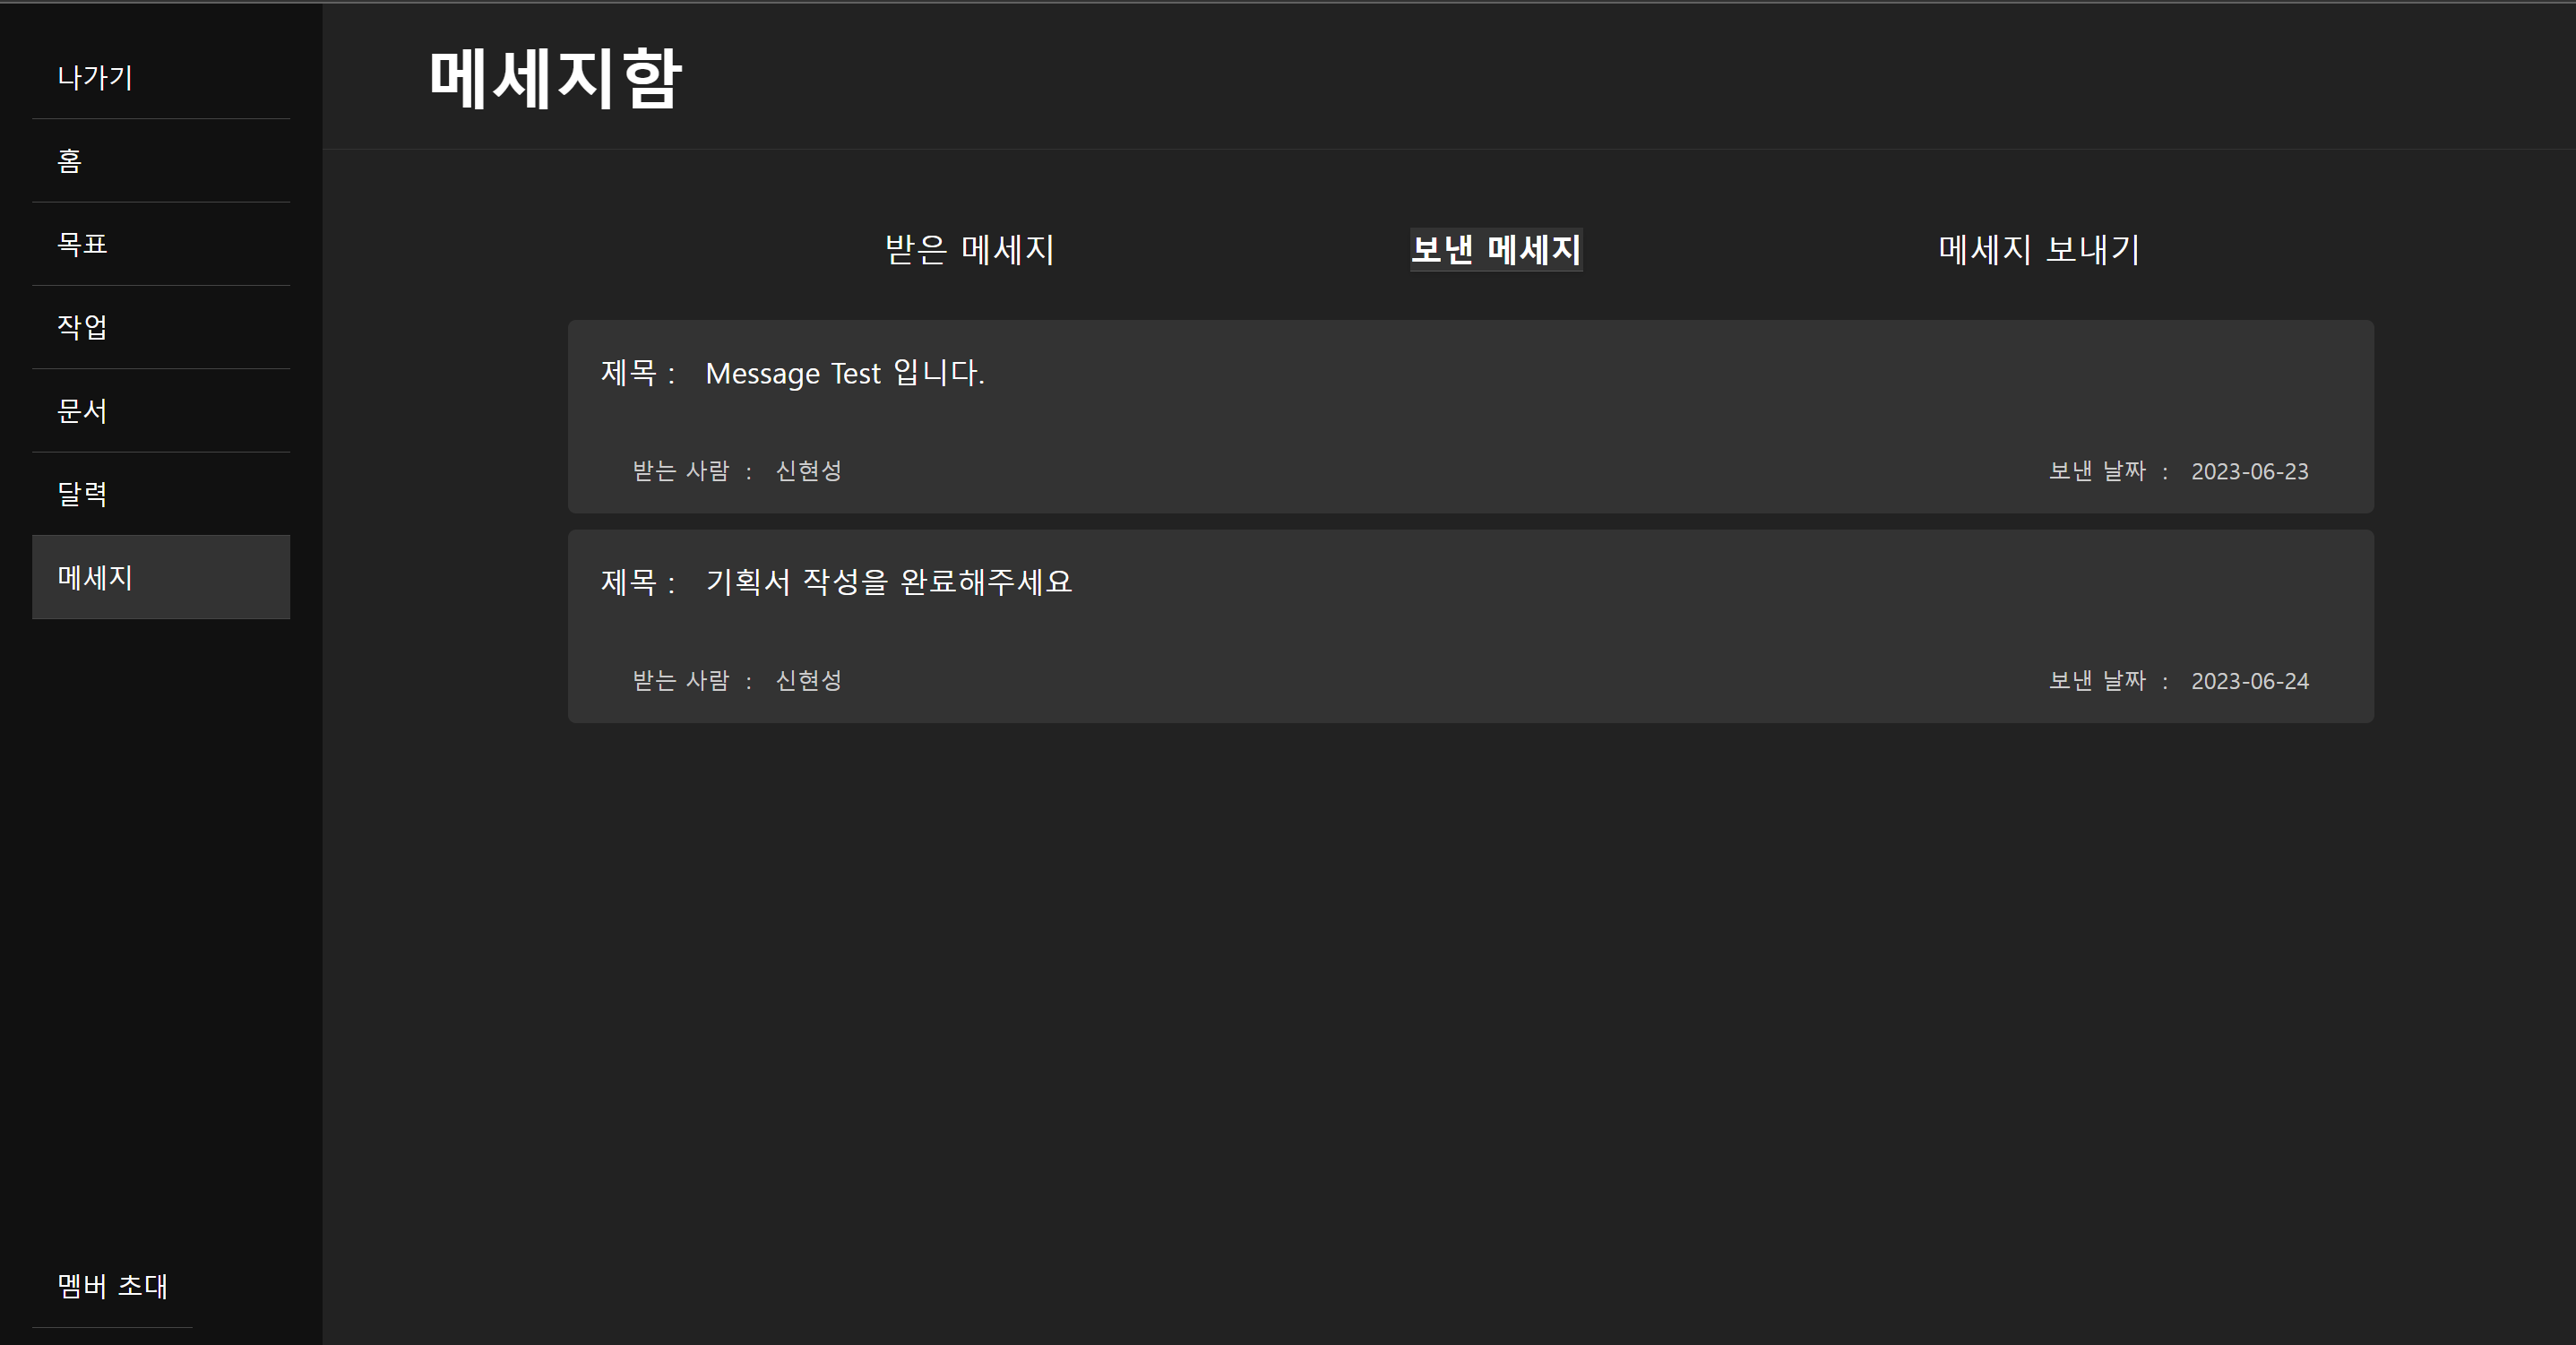 나가기
홈
목표
작업
문서
달력
메세지
멤버 초대
메세지함
받은 메세지 보낸 메세지 메세지 보내기
제목 : Message Test 입니다.
받는 사람 : 신현성 보낸 날짜 : 2023-06-23
제목 : 기획서 작성을 완료해주세요
받는 사람 : 신현성 보낸 날짜 : 2023-06-24